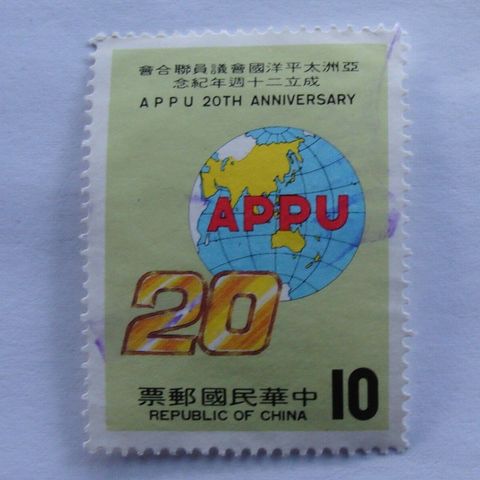 亞洲太平洋國會議員聯合會
成立二十週年紀念
APPU 20TH ANNIVERSARY
APPU
20
中華民國郵票
REPUBLIC OF CHINA
10